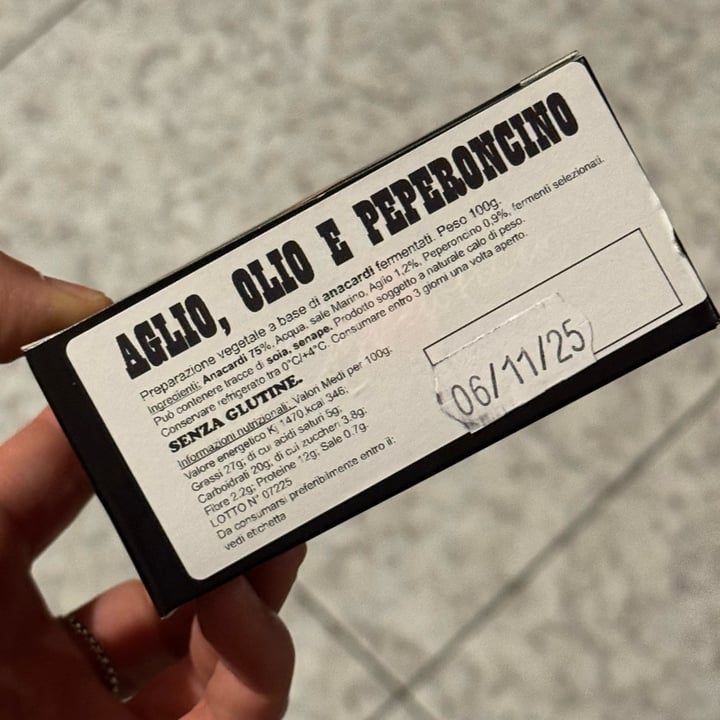 AGLIO, OLIO E PEPERONCINO
Preparazione vegetale a base di anacardi fermentati. Peso 100g.
Ingredienti: Anacardi 75%, Acqua, sale Marino, Aglio 1.2%, Peperoncino 0,9%, fermenti selezionati.
Può contenere tracce di soia, senape. Prodotto soggetto a naturale calo di peso.
Conservare refrigerato tra 0°C/+4°C. Consumare entro 3 giorni una volta aperto.
SENZA GLUTINE.
Informazioni nutrizionali: Valori Medi per 100g.
Valore energetico Kj 1470,kcal 346;
Grassi 27g; di cui acidi saturi 5g;
Carboidrati 20g, di cui zuccheri 3,8g;
Fibre 2.2g; Proteine 12g; Sale 0.7g.
LOTTO N° 07225
Da consumarsi preferibilmente entro il:
vedi etichetta
06/11/25